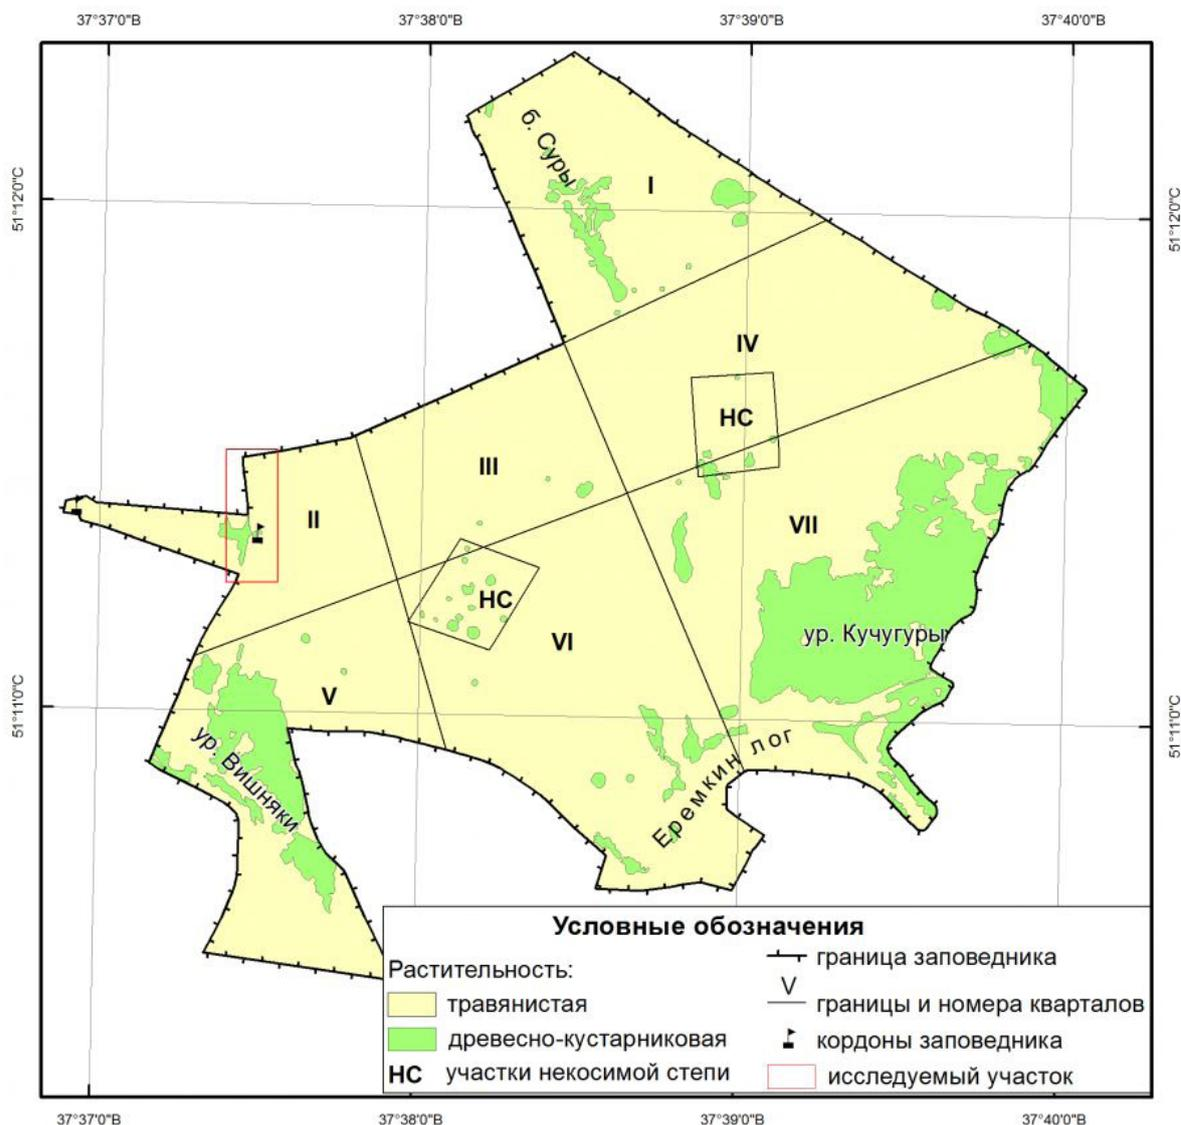 37°37'0"В 37°38'0"В 37°39'0"В 37°40'0"В
б. Суры
I
51°12'0"С
51°12'0"С
IV
НС
III
II
VII
НС
VI
ур. Кучугуры
V
51°11'0"С
51°11'0"С
ур. Вишняки
Еремкин лог
Условные обозначения
Растительность:
травянистая
древесно-кустарниковая
НС участки некосимой степи
граница заповедника
V
границы и номера кварталов
кордоны заповедника
исследуемый участок
37°37'0"В 37°38'0"В 37°39'0"В 37°40'0"В